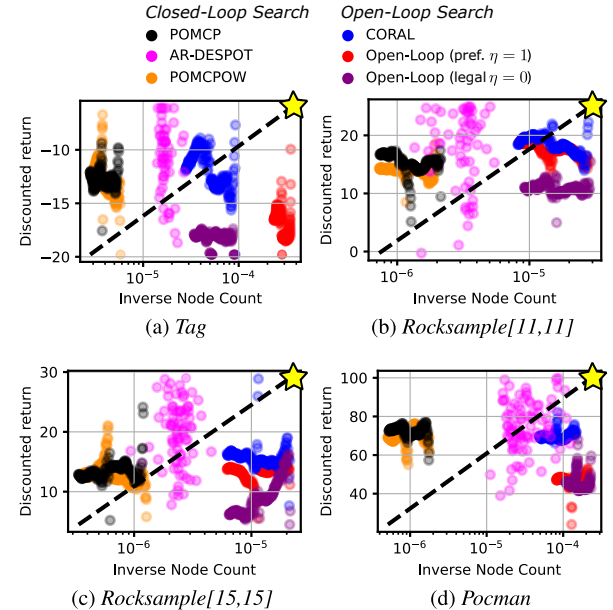 Closed-Loop Search
POMCP
AR-DESPOT
POMCPOW
Open-Loop Search
CORAL
Open-Loop (pref. η = 1)
Open-Loop (legal η = 0)
Discounted return
−10
−15
−20
10⁻⁵
10⁻⁴
Inverse Node Count
(a) Tag
Discounted return
20
10
0
10⁻⁶
10⁻⁵
Inverse Node Count
(b) Rocksample[11,11]
Discounted return
30
20
10
10⁻⁶
10⁻⁵
Inverse Node Count
(c) Rocksample[15,15]
Discounted return
100
80
60
40
10⁻⁶
10⁻⁵
10⁻⁴
Inverse Node Count
(d) Pocman